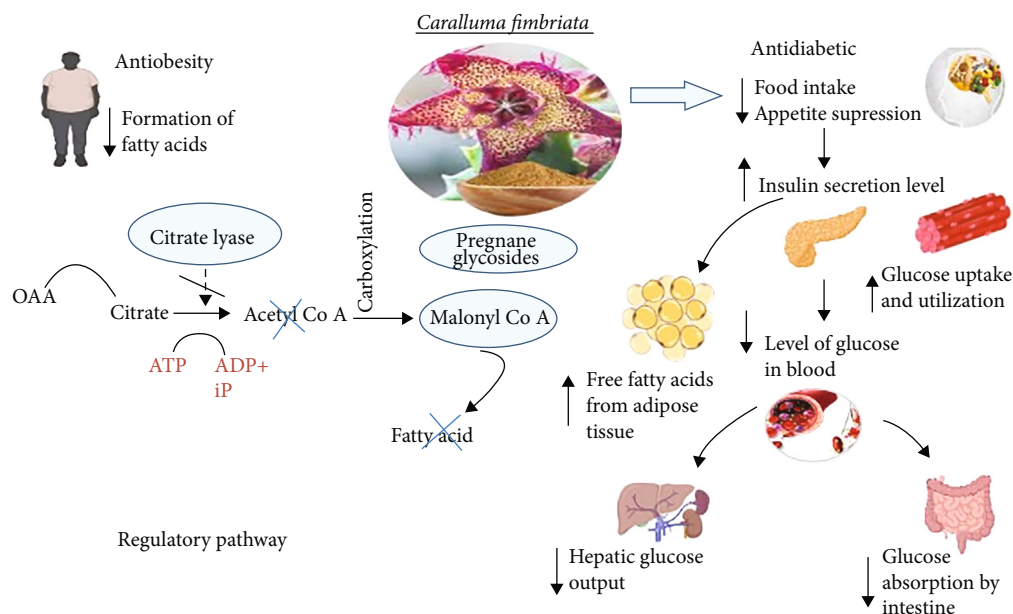 Caralluma fimbriata
Antiobesity
Formation of
fatty acids
Citrate lyase
OAA
Citrate
Acetyl Co A
ATP
ADP+
iP
Carboxylation
Pregnane
glycosides
Malonyl Co A
Fatty acid
Regulatory pathway
Antidiabetic
Food intake
Appetite supression
Insulin secretion level
Glucose uptake
and utilization
Level of glucose
in blood
Free fatty acids
from adipose
tissue
Hepatic glucose
output
Glucose
absorption by
intestine